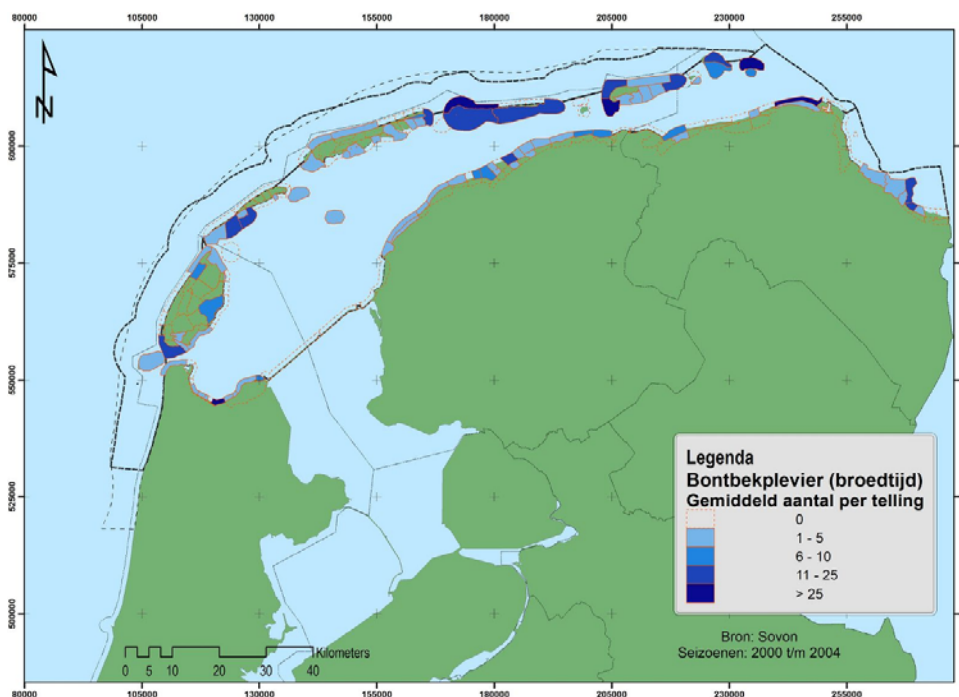 80000 105000 130000 155000 180000 205000 230000 255000
N
600000
575000
550000
525000
500000
Legenda
Bontbekplevier (broedtijd)
Gemiddeld aantal per telling
0
1 - 5
6 - 10
11 - 25
> 25
Bron: Sovon
Seizoenen: 2000 t/m 2004
Kilometers
0 5 10 20 30 40
80000 105000 130000 155000 180000 205000 230000 255000